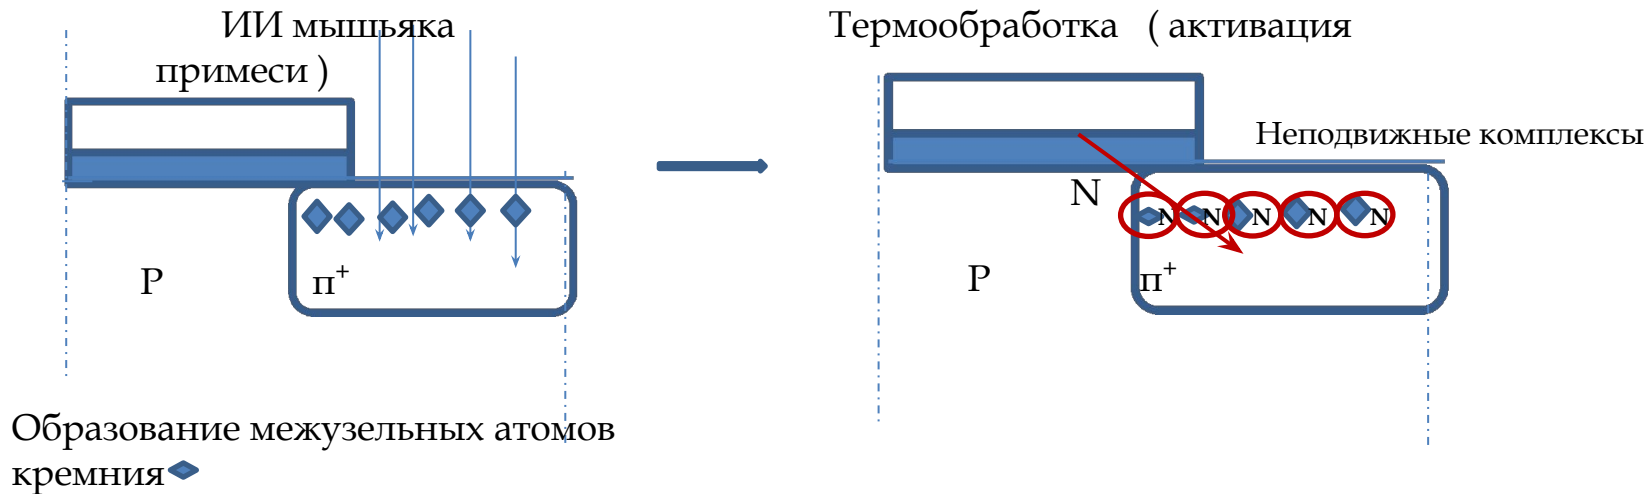 ИИ мышьяка
примеси )
Термообработка ( активация
Неподвижные комплексы
N
N N N N N
P
п+
P
п+
Образование межузельных атомов
кремния